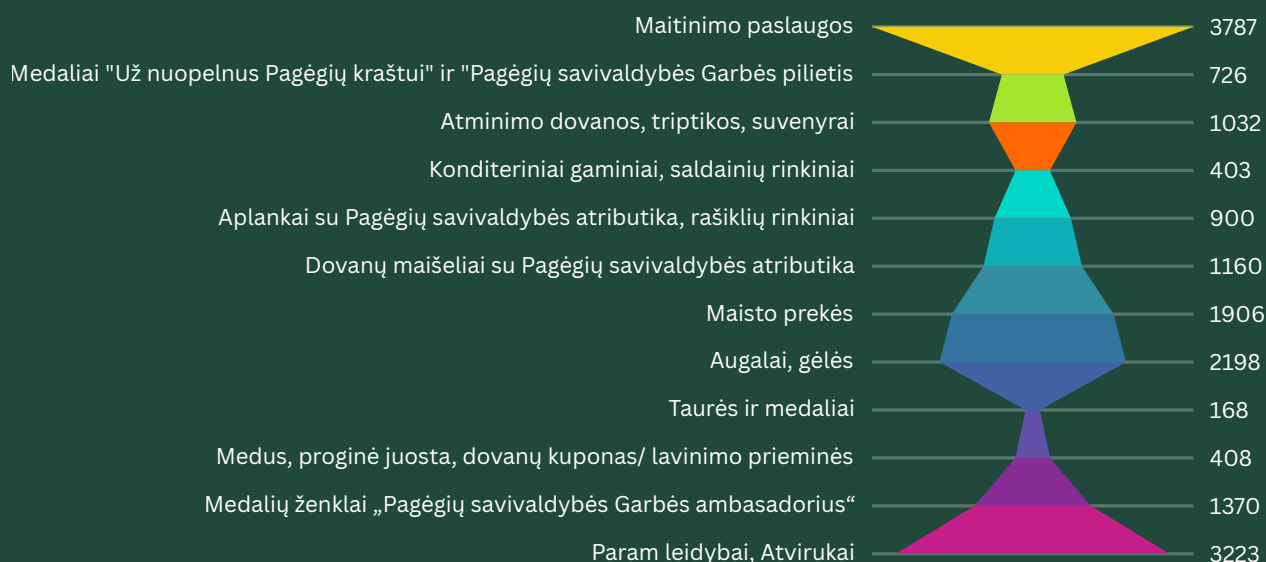 Maitinimo paslaugos 3787
Medaliai "Už nuopelnus Pagėgių kraštui" ir "Pagėgių savivaldybės Garbės pilietis 726
Atminimo dovanos, triptikos, suvenyrai 1032
Konditeriniai gaminiai, saldainių rinkiniai 403
Aplankai su Pagėgių savivaldybės atributika, rašiklių rinkiniai 900
Dovanų maišeliai su Pagėgių savivaldybės atributika 1160
Maisto prekės 1906
Augalai, gėlės 2198
Taurės ir medaliai 168
Medus, proginė juosta, dovanų kuponas/ lavinimo prieminės 408
Medalių ženklai „Pagėgių savivaldybės Garbės ambasadorius“ 1370
Param leidybai, Atvirukai 3223